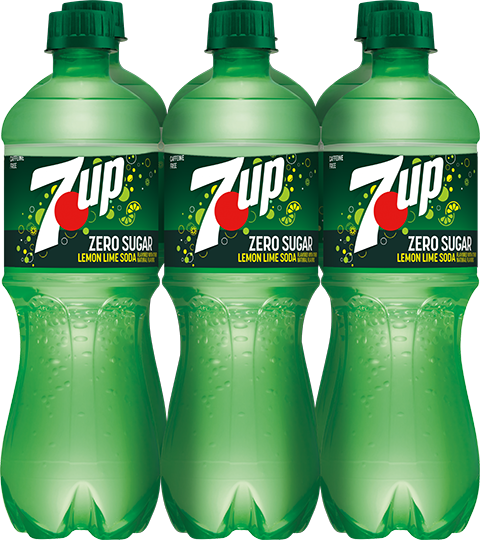 CAFFEINE
FREE
7UP
ZERO SUGAR
LEMON LIME SODA
CAFFEINE
FREE
7UP
ZERO SUGAR
LEMON LIME SODA
CAFFEINE
FREE
7UP
ZERO SUGAR
LEMON LIME SODA